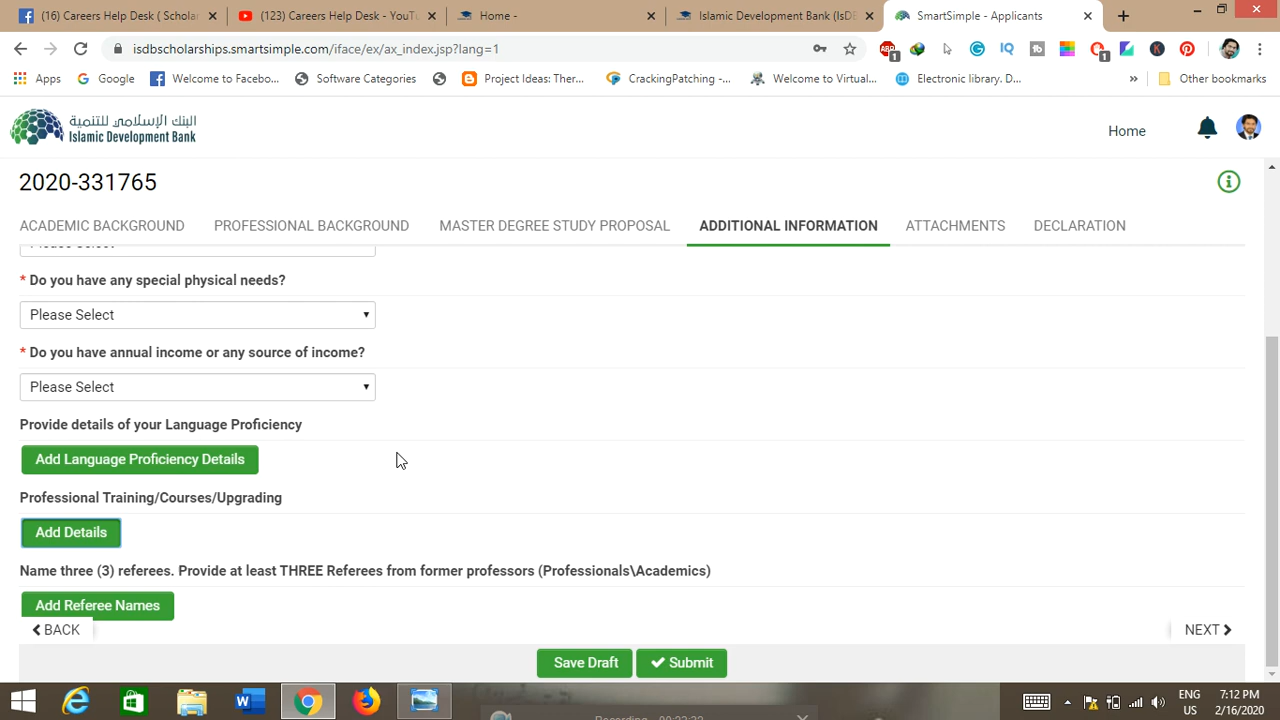 (16) Careers Help Desk ( Scholar
(123) Careers Help Desk - YouTu
Home -
Islamic Development Bank (IsDB
SmartSimple - Applicants
isdbscholarships.smartsimple.com/iface/ex/ax_index.jsp?lang=1
Apps
Google
Welcome to Facebo...
Software Categories
Project Ideas: Ther...
CrackingPatching -...
Welcome to Virtual...
Electronic library. D...
»
Other bookmarks
البنك الإسلامي للتنمية
Islamic Development Bank
Home
2020-331765
ACADEMIC BACKGROUND
PROFESSIONAL BACKGROUND
MASTER DEGREE STUDY PROPOSAL
ADDITIONAL INFORMATION
ATTACHMENTS
DECLARATION
Please Select
* Do you have any special physical needs?
Please Select
* Do you have annual income or any source of income?
Please Select
Provide details of your Language Proficiency
Add Language Proficiency Details
Professional Training/Courses/Upgrading
Add Details
Name three (3) referees. Provide at least THREE Referees from former professors (Professionals\Academics)
Add Referee Names
BACK
NEXT
Save Draft
Submit
ENG
7:12 PM
US
2/16/2020